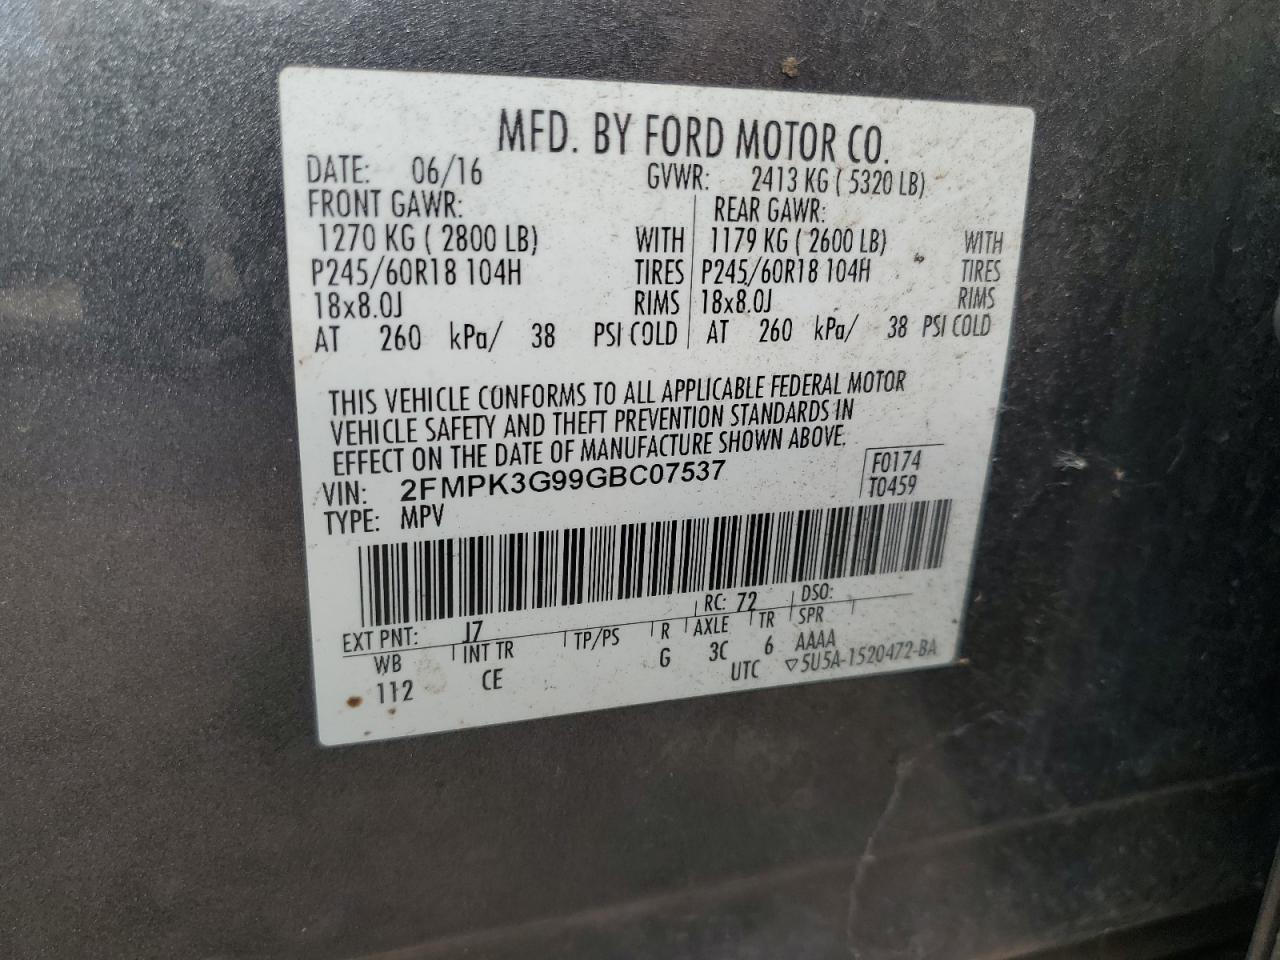 MFD. BY FORD MOTOR CO.
DATE: 06/16 GVWR: 2413 KG ( 5320 LB)
FRONT GAWR: REAR GAWR:
1270 KG ( 2800 LB) WITH 1179 KG ( 2600 LB) WITH
P245/60R18 104H TIRES P245/60R18 104H TIRES
18x8.0J RIMS 18x8.0J RIMS
AT 260 kPa/ 38 PSI COLD AT 260 kPa/ 38 PSI COLD
THIS VEHICLE CONFORMS TO ALL APPLICABLE FEDERAL MOTOR
VEHICLE SAFETY AND THEFT PREVENTION STANDARDS IN
EFFECT ON THE DATE OF MANUFACTURE SHOWN ABOVE.
VIN: 2FMPK3G99GBC07537 F0174
TYPE: MPV T0459
EXT PNT: J7 RC: 72 DSO:
WB INT TR TP/PS R AXLE TR SPR
112 CE G 3C 6 AAAA
UTC ▽5U5A-1520472-BA